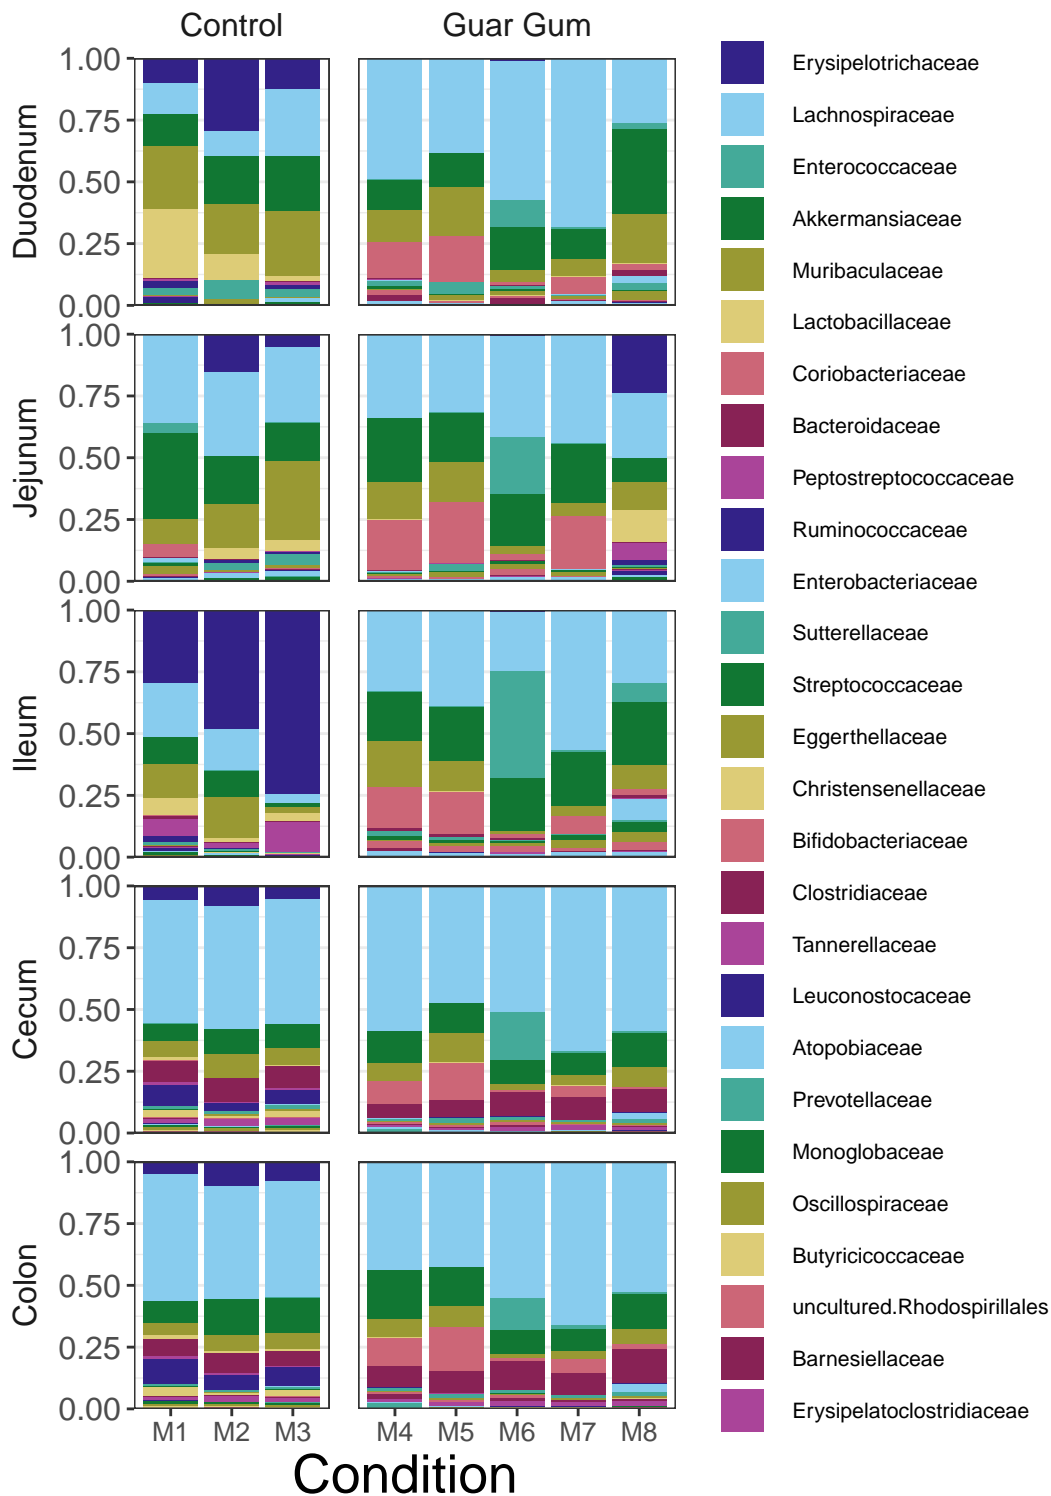 Control
Guar Gum
Duodenum
1.00
0.75
0.50
0.25
0.00
Jejunum
1.00
0.75
0.50
0.25
0.00
Ileum
1.00
0.75
0.50
0.25
0.00
Cecum
1.00
0.75
0.50
0.25
0.00
Colon
1.00
0.75
0.50
0.25
0.00
M1 M2 M3 M4 M5 M6 M7 M8
Condition
Erysipelotrichaceae
Lachnospiraceae
Enterococcaceae
Akkermansiaceae
Muribaculaceae
Lactobacillaceae
Coriobacteriaceae
Bacteroidaceae
Peptostreptococcaceae
Ruminococcaceae
Enterobacteriaceae
Sutterellaceae
Streptococcaceae
Eggerthellaceae
Christensenellaceae
Bifidobacteriaceae
Clostridiaceae
Tannerellaceae
Leuconostocaceae
Atopobiaceae
Prevotellaceae
Monoglobaceae
Oscillospiraceae
Butyricicoccaceae
uncultured.Rhodospirillales
Barnesiellaceae
Erysipelatoclostridiaceae